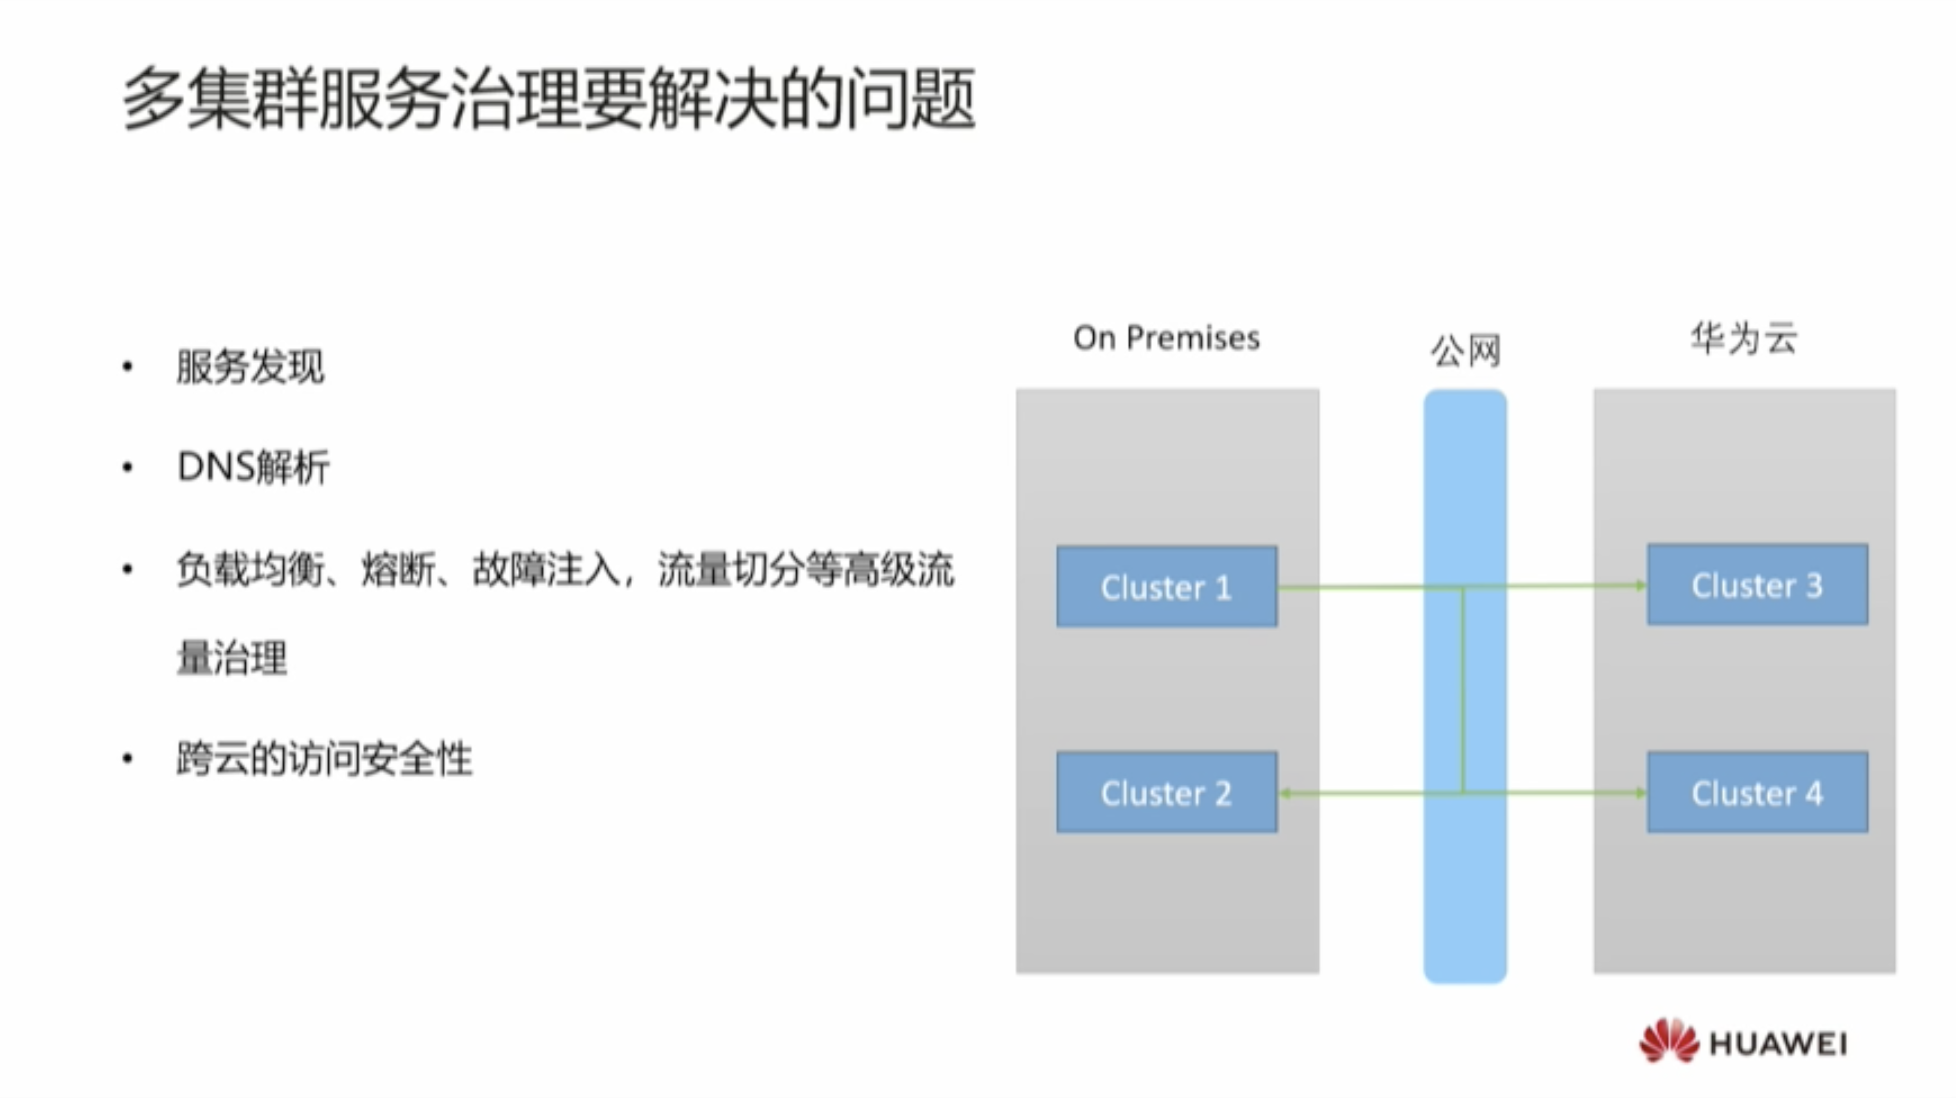 多集群服务治理要解决的问题
• 服务发现
• DNS解析
• 负载均衡、熔断、故障注入，流量切分等高级流
量治理
• 跨云的访问安全性
On Premises
公网
华为云
Cluster 1
Cluster 3
Cluster 2
Cluster 4
HUAWEI